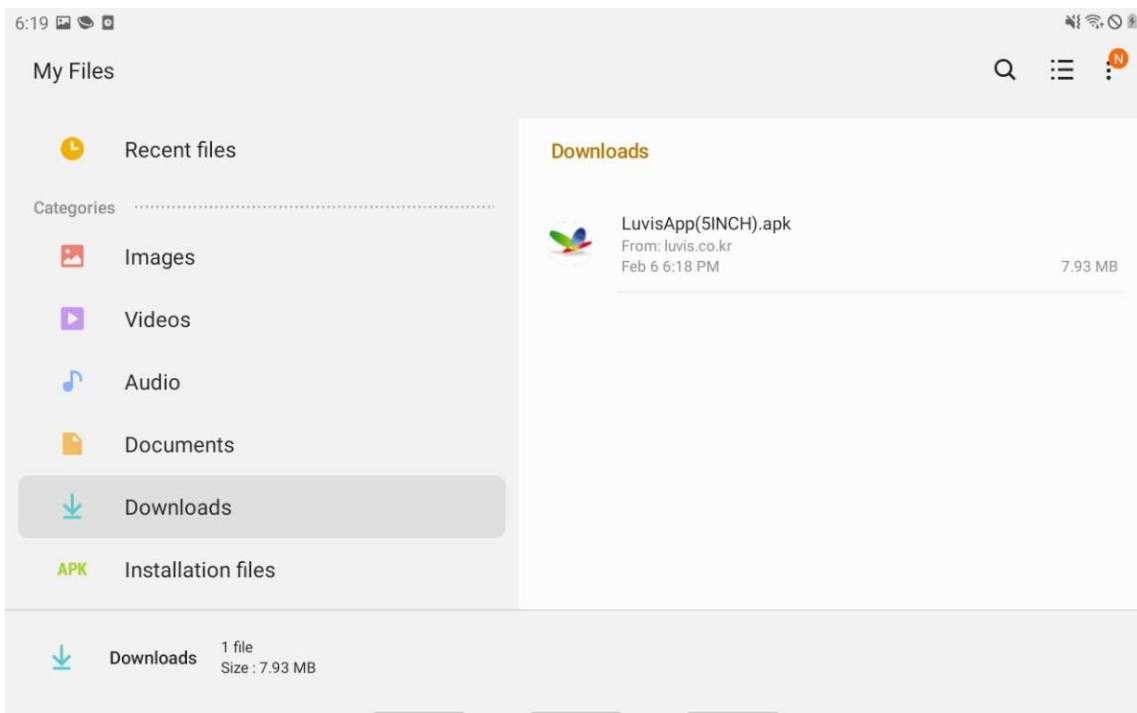 6:19
My Files
N
Recent files
Categories
Images
Videos
Audio
Documents
Downloads
APK Installation files
Downloads
LuvisApp(5INCH).apk
From: luvis.co.kr
Feb 6 6:18 PM
7.93 MB
Downloads
1 file
Size : 7.93 MB